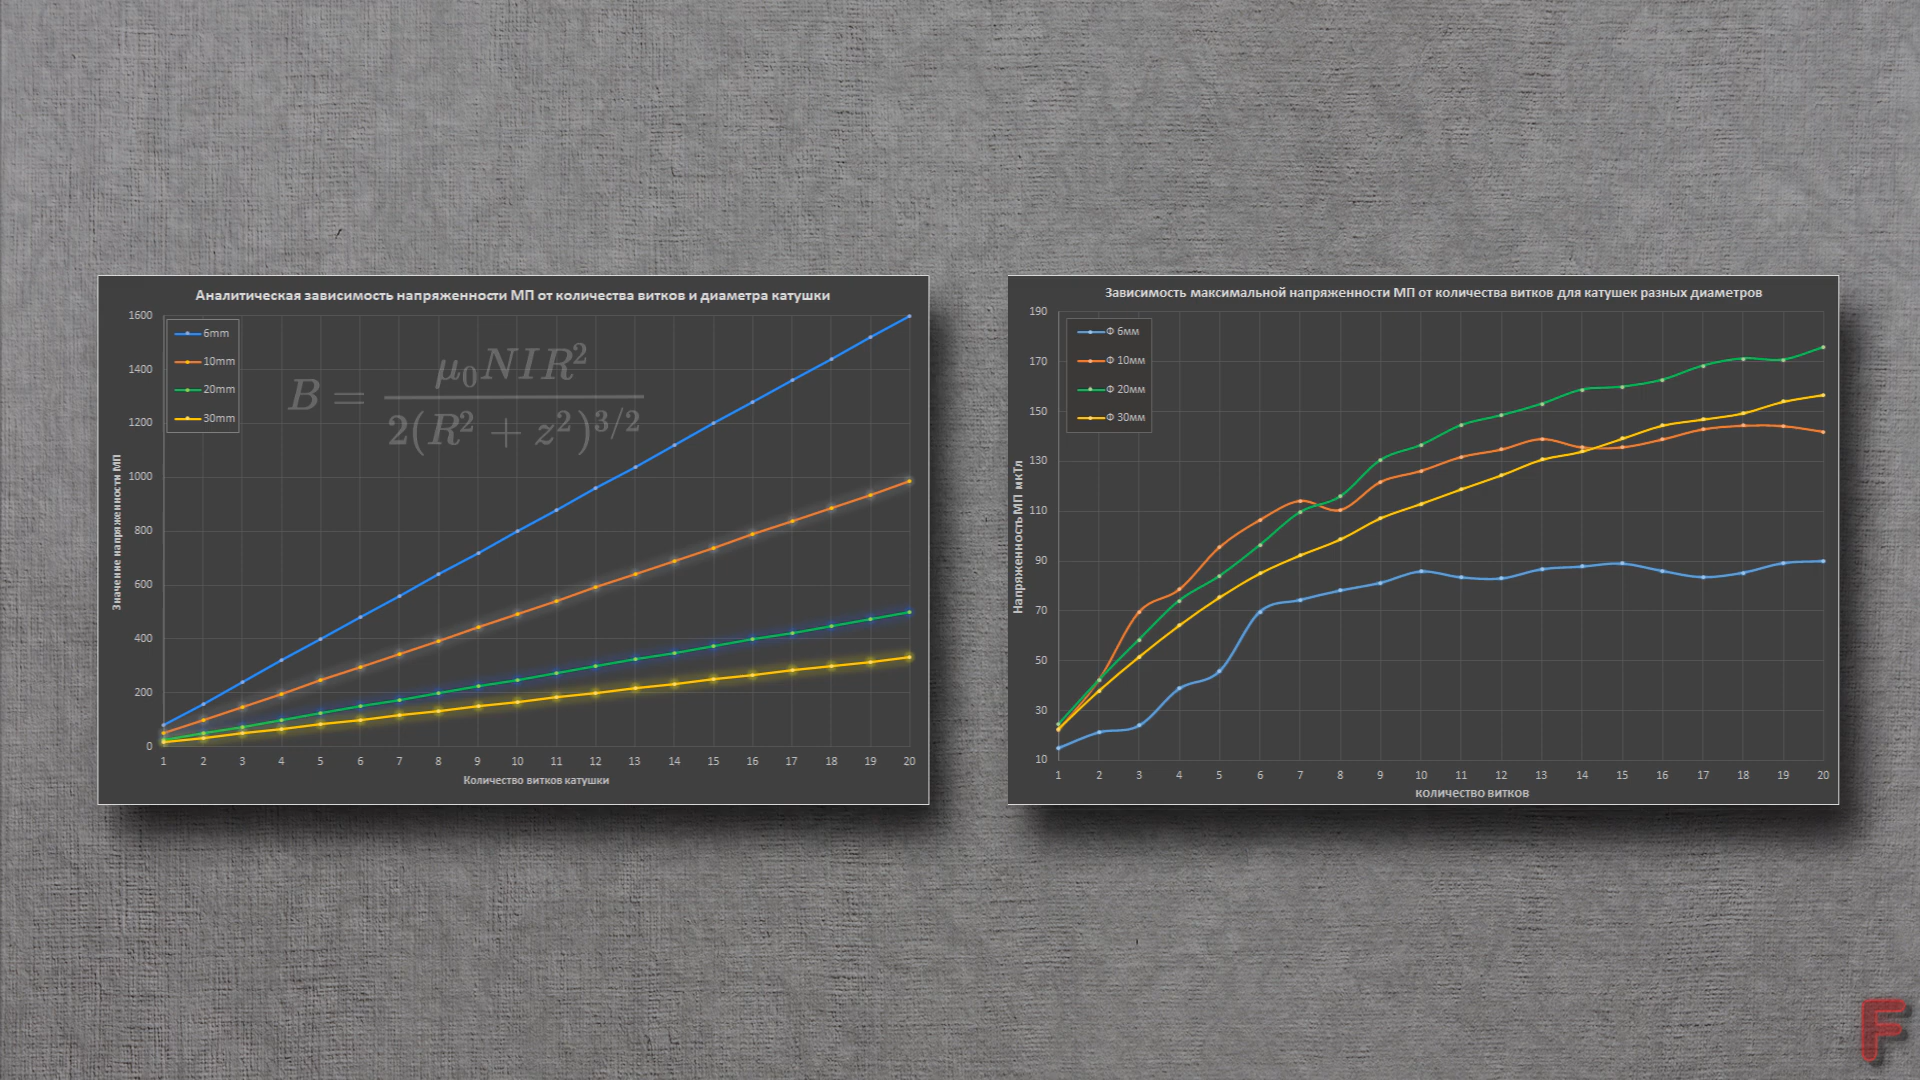 Аналитическая зависимость напряженности МП от количества витков и диаметра катушки
1600
1400
1200
1000
800
600
400
200
0
Значение напряженности МП
6mm
10mm
20mm
30mm
B = μ₀NIR² / 2(R² + z²)^3/2
1 2 3 4 5 6 7 8 9 10 11 12 13 14 15 16 17 18 19 20
Количество витков катушки
Зависимость максимальной напряженности МП от количества витков для катушек разных диаметров
190
170
150
130
110
90
70
50
30
10
Напряженность МП мкТл
Ф 6мм
Ф 10мм
Ф 20мм
Ф 30мм
1 2 3 4 5 6 7 8 9 10 11 12 13 14 15 16 17 18 19 20
количество витков
F